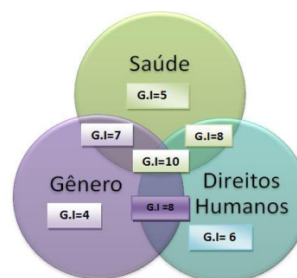 Saúde
G.I=5
G.I=7
G.I=8
G.I=10
Gênero
Direitos
Humanos
G.I=4
G.I =8
G.I= 6